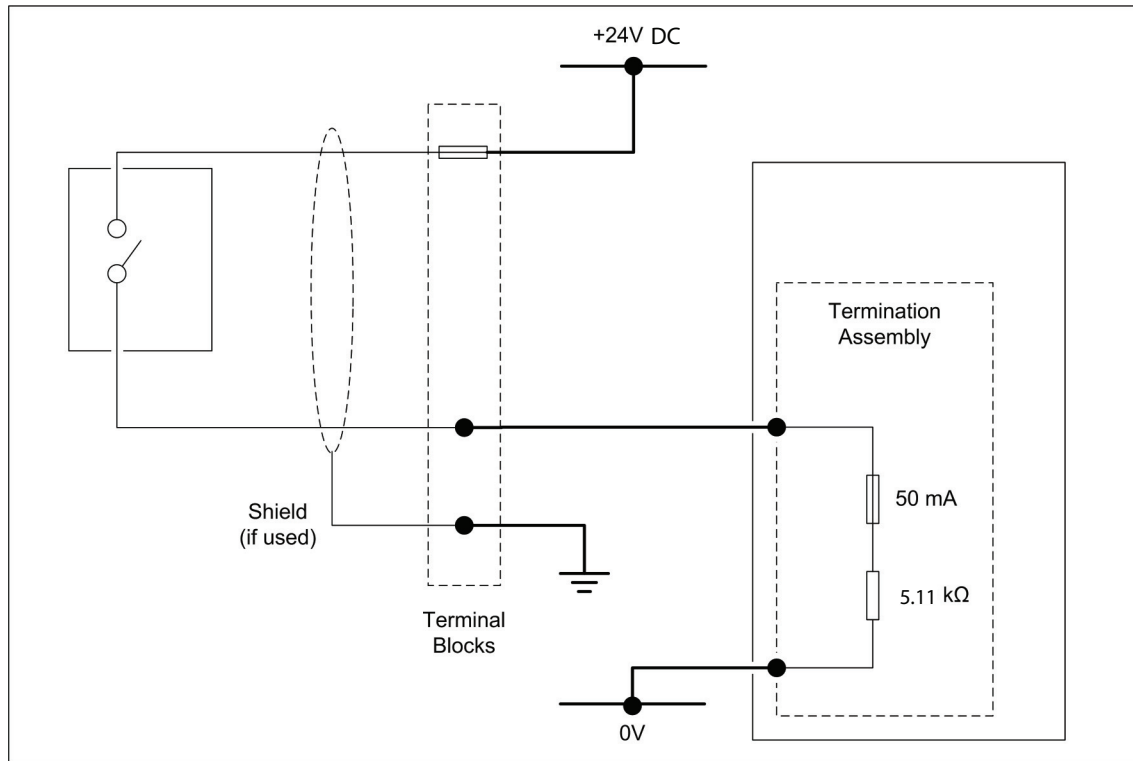 +24V DC
Termination
Assembly
50 mA
Shield
(if used)
5.11 kΩ
Terminal
Blocks
0V